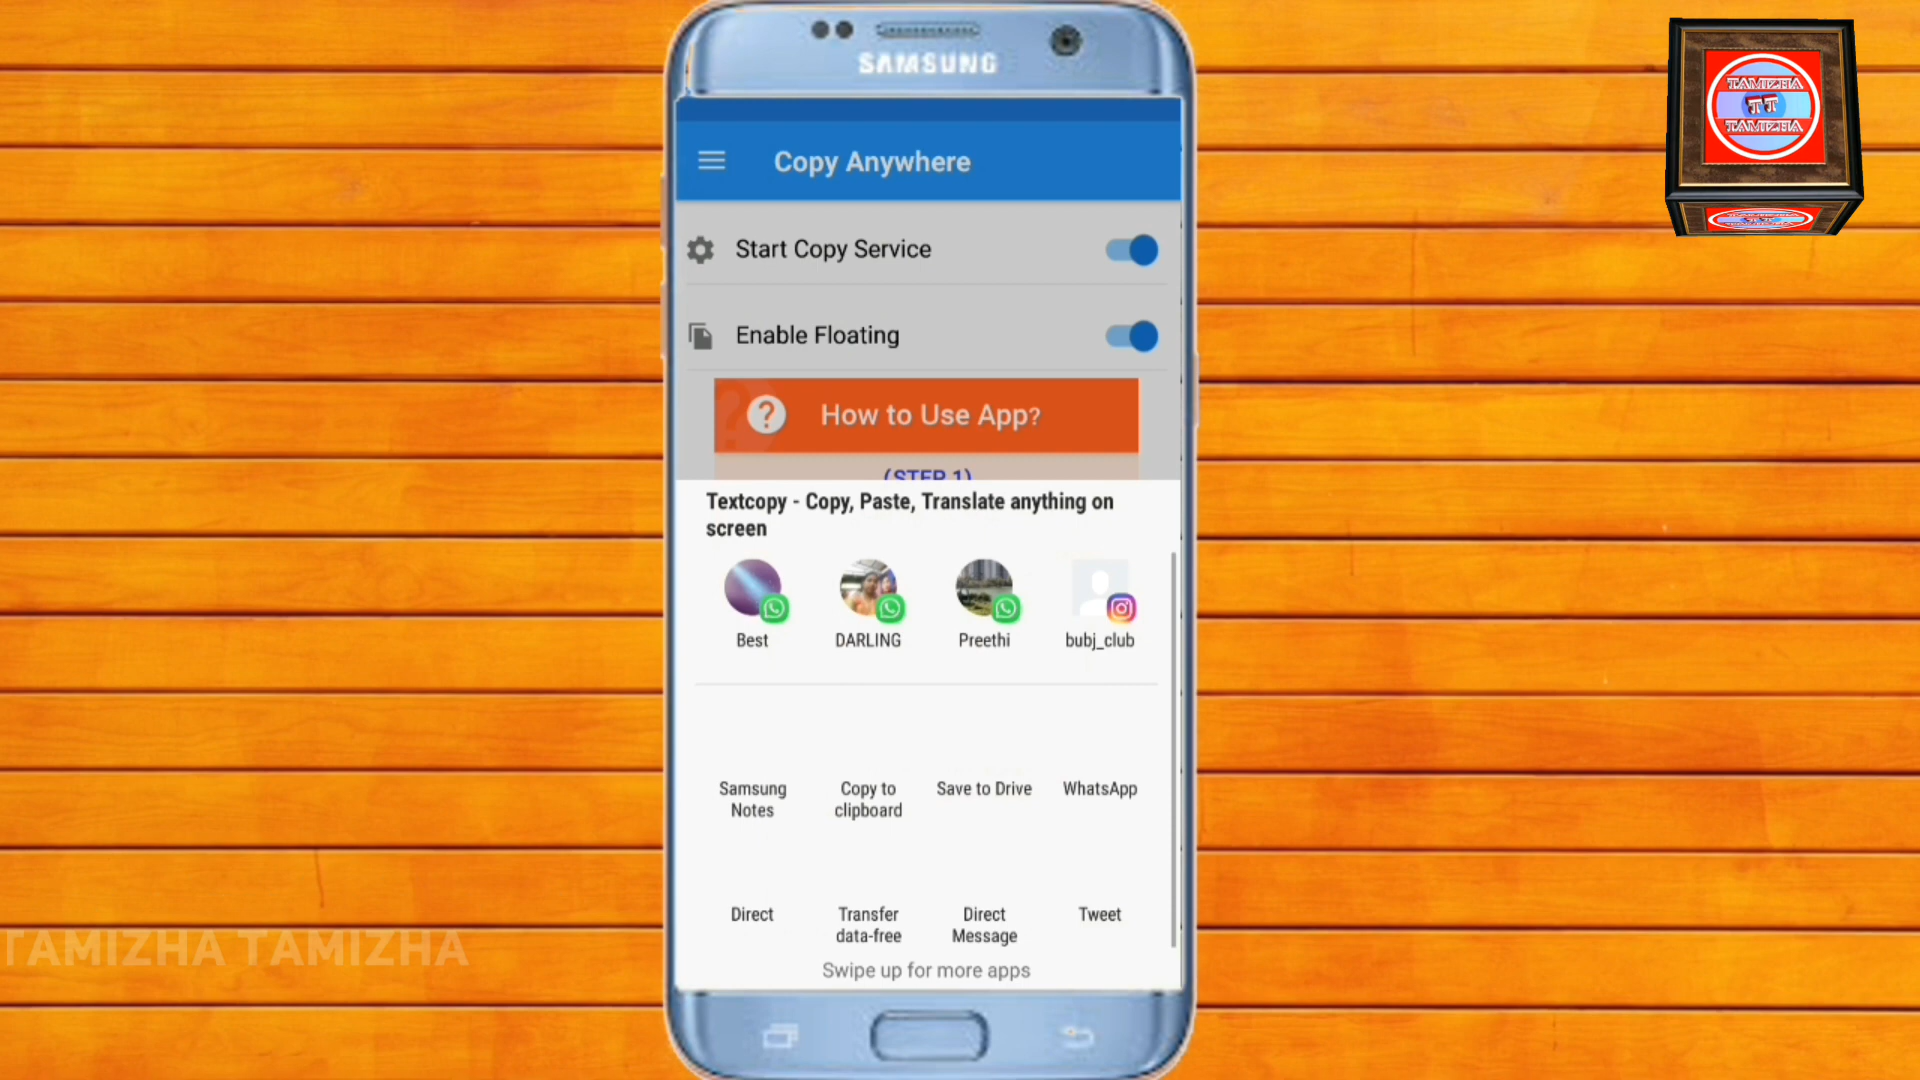 SAMSUNG
TAMIZHA
TT
TAMIZHA
Copy Anywhere
Start Copy Service
Enable Floating
? How to Use App?
(STEP 1)
Textcopy - Copy, Paste, Translate anything on
screen
Best DARLING Preethi bubj_club
Samsung Notes
Copy to clipboard
Save to Drive
WhatsApp
Direct
Transfer data-free
Direct Message
Tweet
Swipe up for more apps
TAMIZHA TAMIZHA